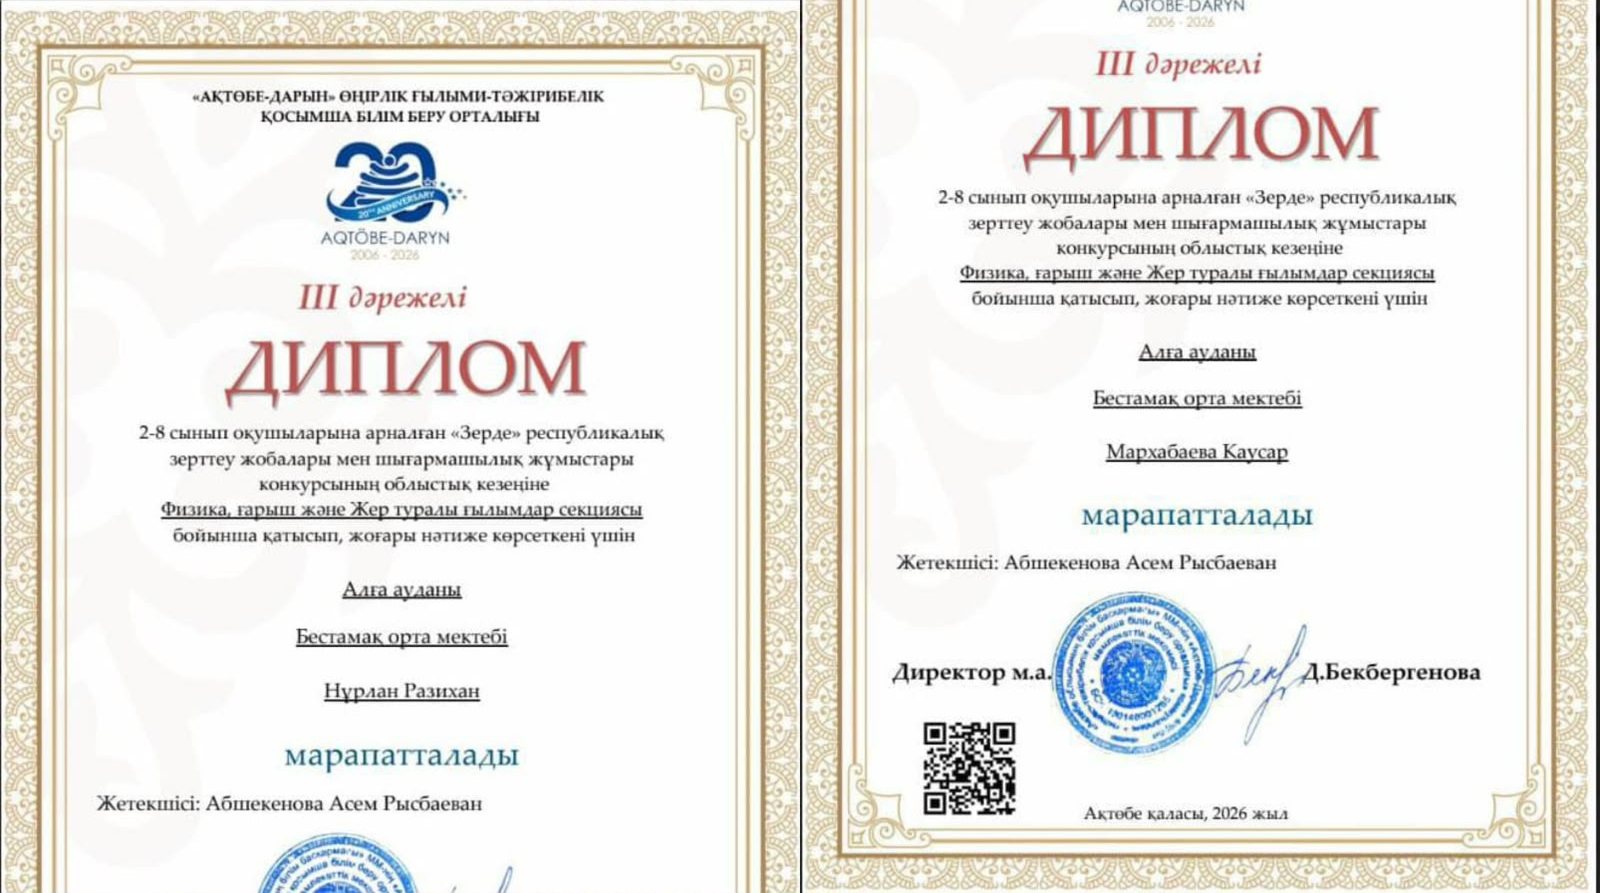 «АҚТӨБЕ-ДАРЫН» ӨҢІРЛІК ҒЫЛЫМИ-ТӘЖІРИБЕЛІК
ҚОСЫМША БІЛІМ БЕРУ ОРТАЛЫҒЫ
20
20TH ANNIVERSARY
AQTÖBE-DARYN
2006 - 2026
III дәрежелі
ДИПЛОМ
2-8 сынып оқушыларына арналған «Зерде» республикалық
зерттеу жобалары мен шығармашылық жұмыстары
конкурсының облыстық кезеңіне
Физика, ғарыш және Жер туралы ғылымдар секциясы
бойынша қатысып, жоғары нәтиже көрсеткені үшін
Алға ауданы
Бестамақ орта мектебі
Нұрлан Разихан
марапатталады
Жетекшісі: Абшекенова Асем Рысбаеван
AQTÖBE-DARYN
2006 - 2026
III дәрежелі
ДИПЛОМ
2-8 сынып оқушыларына арналған «Зерде» республикалық
зерттеу жобалары мен шығармашылық жұмыстары
конкурсының облыстық кезеңіне
Физика, ғарыш және Жер туралы ғылымдар секциясы
бойынша қатысып, жоғары нәтиже көрсеткені үшін
Алға ауданы
Бестамақ орта мектебі
Мархабаева Каусар
марапатталады
Жетекшісі: Абшекенова Асем Рысбаеван
Директор м.а.
Д.Бекбергенова
Ақтөбе қаласы, 2026 жыл